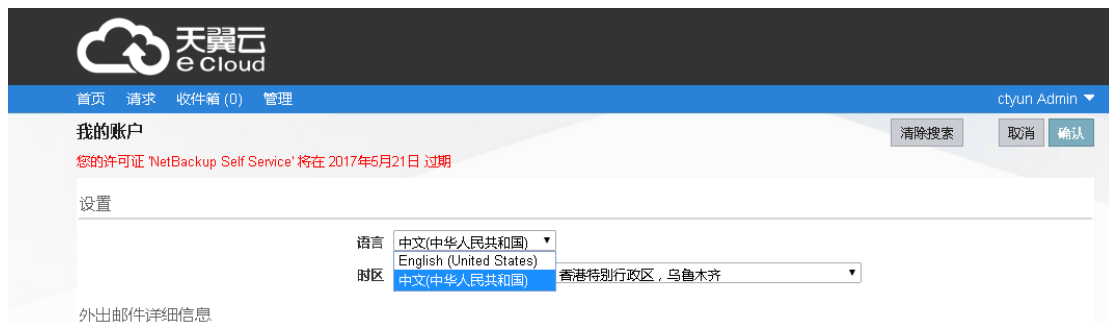 天翼云
e Cloud
首页 请求 收件箱 (0) 管理 ctyun Admin
我的账户 清除搜索 取消 确认
您的许可证 'NetBackup Self Service' 将在 2017年5月21日 过期
设置
语言 中文(中华人民共和国)
English (United States)
时区 中文(中华人民共和国) 香港特别行政区，乌鲁木齐
外出邮件详细信息